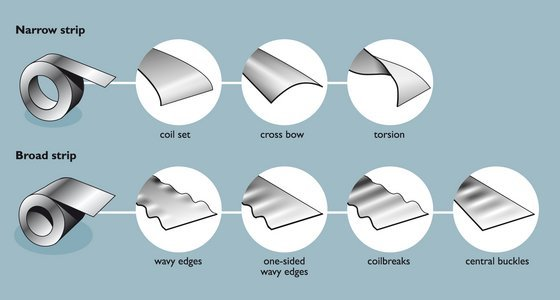 Narrow strip
coil set
cross bow
torsion
Broad strip
wavy edges
one-sided
wavy edges
coilbreaks
central buckles